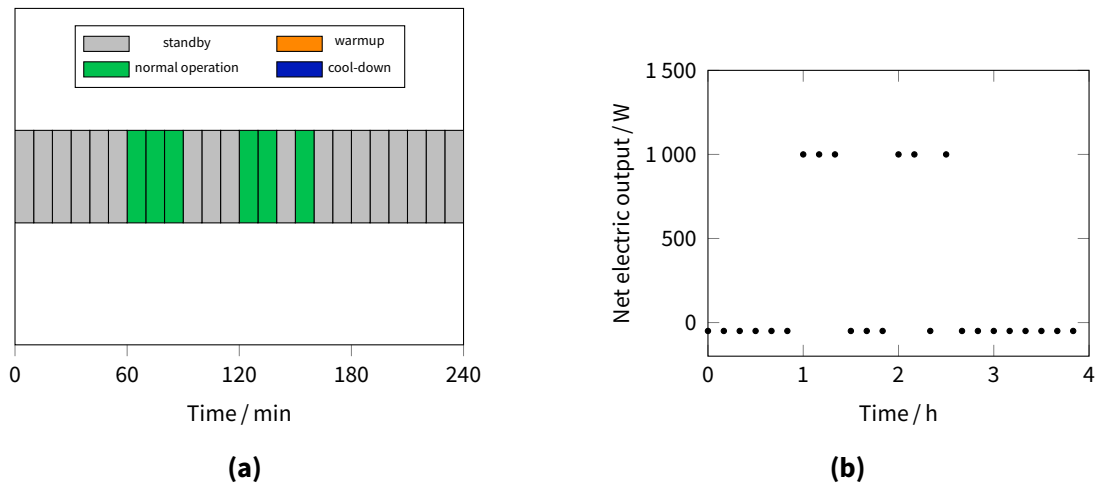 standby
warmup
normal operation
cool-down
0
60
120
180
240
Time / min
(a)
1 500
1 000
500
0
Net electric output / W
0
1
2
3
4
Time / h
(b)